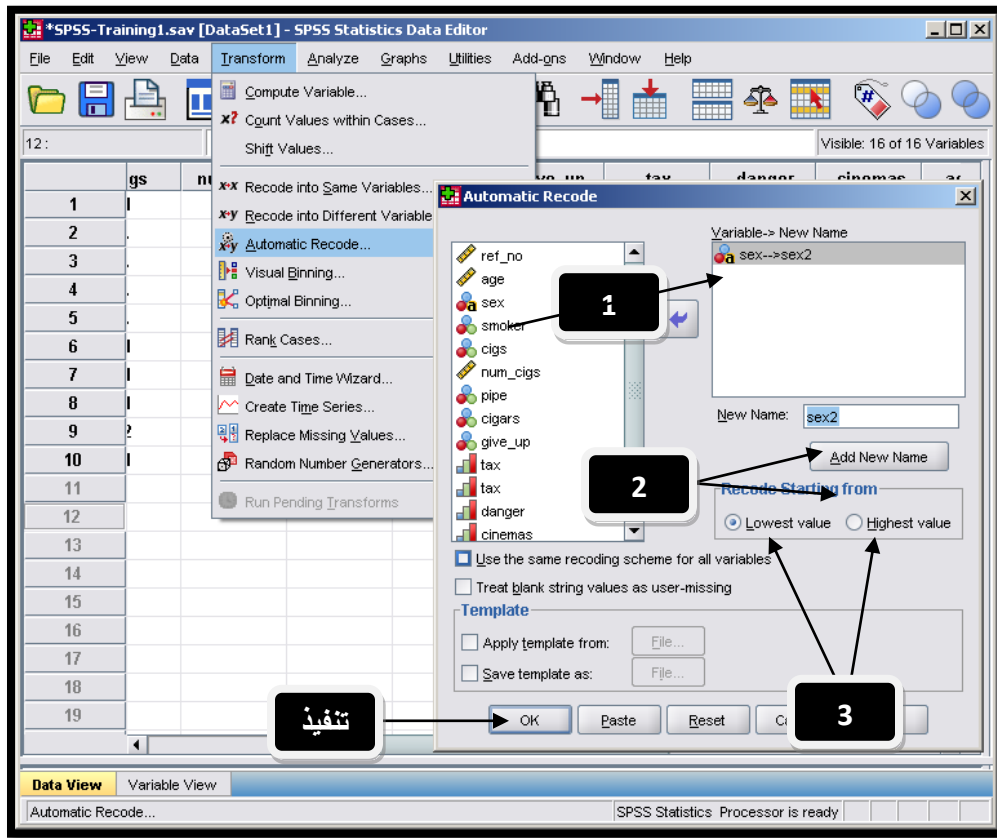 *SPSS-Training1.sav [DataSet1] - SPSS Statistics Data Editor
File Edit View Data Transform Analyze Graphs Utilities Add-ons Window Help
12 :
Visible: 16 of 16 Variables
Compute Variable...
Count Values within Cases...
Shift Values...
Recode into Same Variables...
Recode into Different Variable
Automatic Recode...
Visual Binning...
Optimal Binning...
Rank Cases...
Date and Time Wizard...
Create Time Series...
Replace Missing Values...
Random Number Generators...
Run Pending Transforms
gs tax danger cinemas
1
2 .
3 .
4 .
5 .
6
7
8
9
10
11
12
13
14
15
16
17
18
19
Automatic Recode
ref_no
age
sex
smoker
cigs
num_cigs
pipe
cigars
give_up
tax
tax
danger
cinemas
Variable-> New Name
sex-->sex2
1
New Name: sex2
Add New Name
2
Recode Starting from
Lowest value Highest value
Use the same recoding scheme for all variables
Treat blank string values as user-missing
Template
Apply template from: File...
Save template as: File...
3
تنفيذ
OK Paste Reset
Data View Variable View
Automatic Recode...
SPSS Statistics Processor is ready